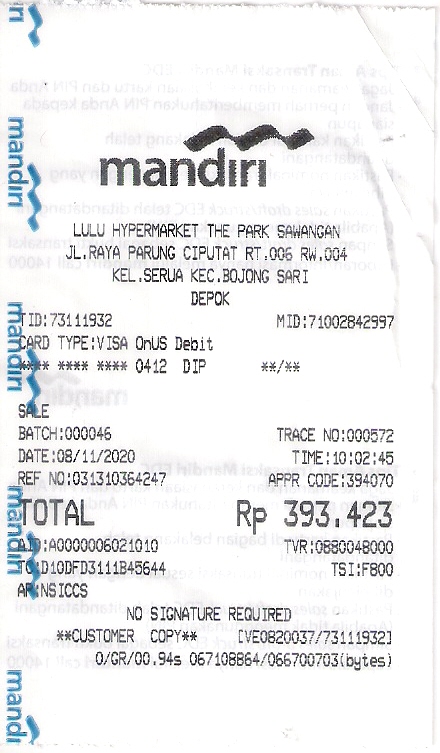 mandiri
LULU HYPERMARKET THE PARK SAWANGAN
JL.RAYA PARUNG CIPUTAT RT.006 RW.004
KEL.SERUA KEC.BOJONG SARI
DEPOK
TID:73111932 MID:71002842997
CARD TYPE:VISA OnUS Debit
**** **** **** 0412 DIP **/**
SALE
BATCH:000046 TRACE NO:000572
DATE:08/11/2020 TIME:10:02:45
REF NO:031310364247 APPR CODE:394070
TOTAL Rp 393.423
AID:A0000006021010 TVR:0880048000
TC:D10DFD3111B45644 TSI:F800
AR:NSICCS
NO SIGNATURE REQUIRED
**CUSTOMER COPY** [VE0820037/73111932]
0/GR/00.94s 067108864/066700703(bytes)
mandiri
mandiri
mandiri
mandiri